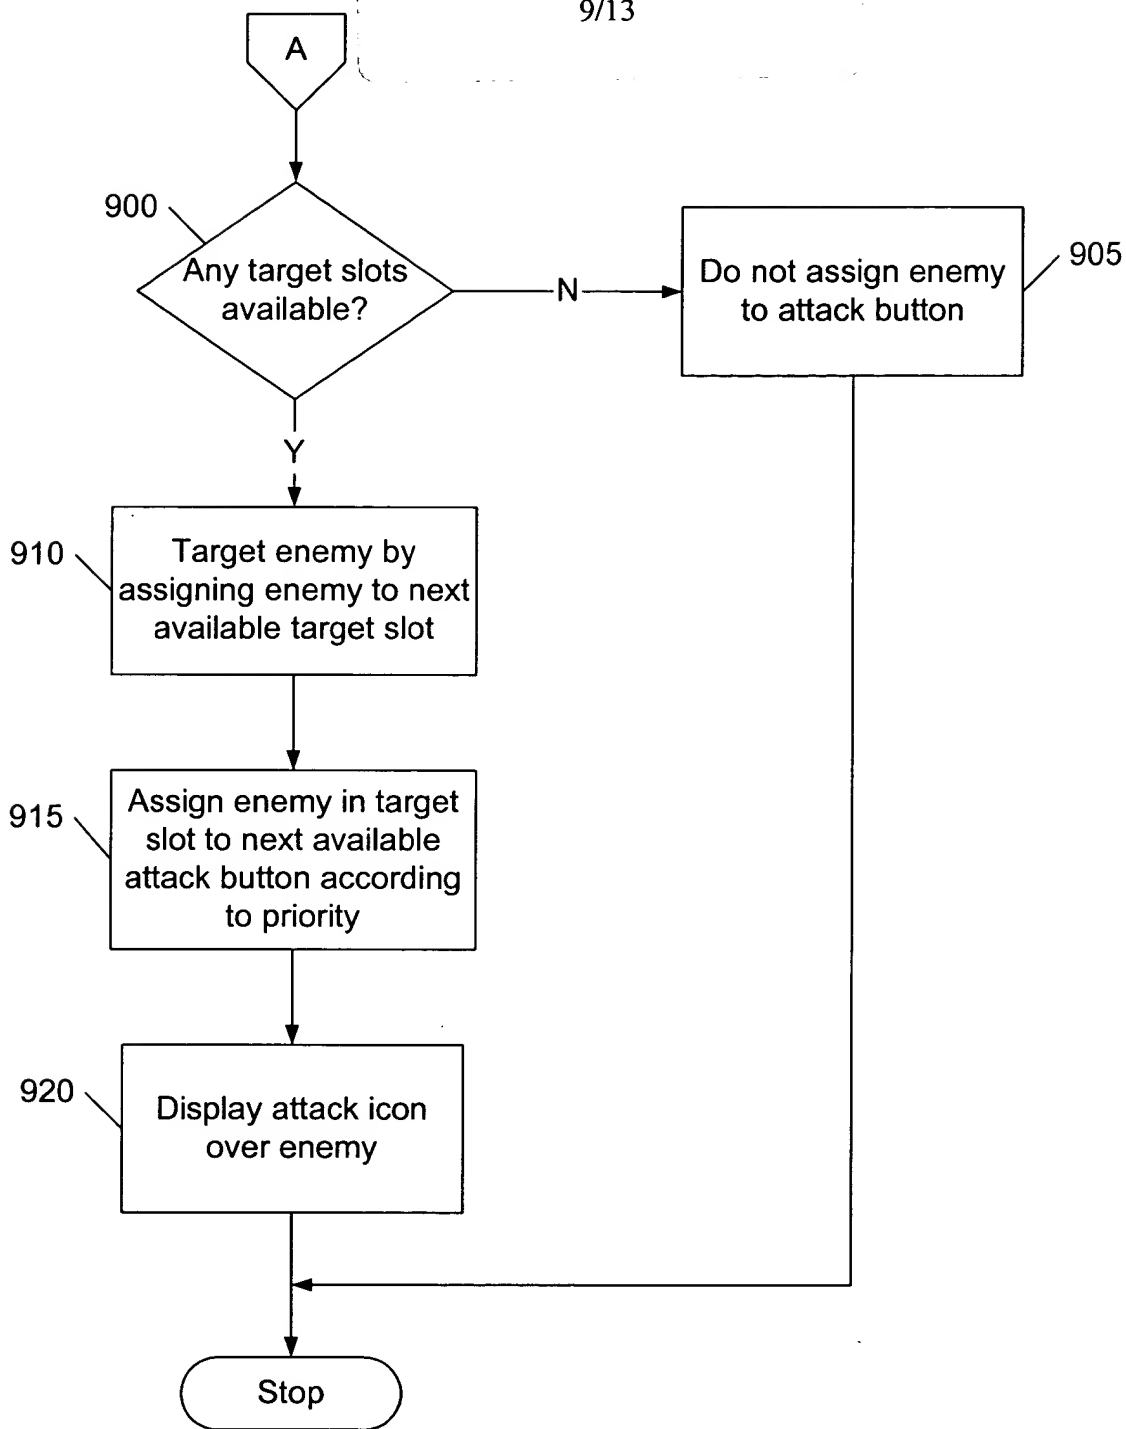 9/13
A
900
Any target slots
available?
N
Do not assign enemy
to attack button
905
Y
910
Target enemy by
assigning enemy to next
available target slot
915
Assign enemy in target
slot to next available
attack button according
to priority
920
Display attack icon
over enemy
Stop